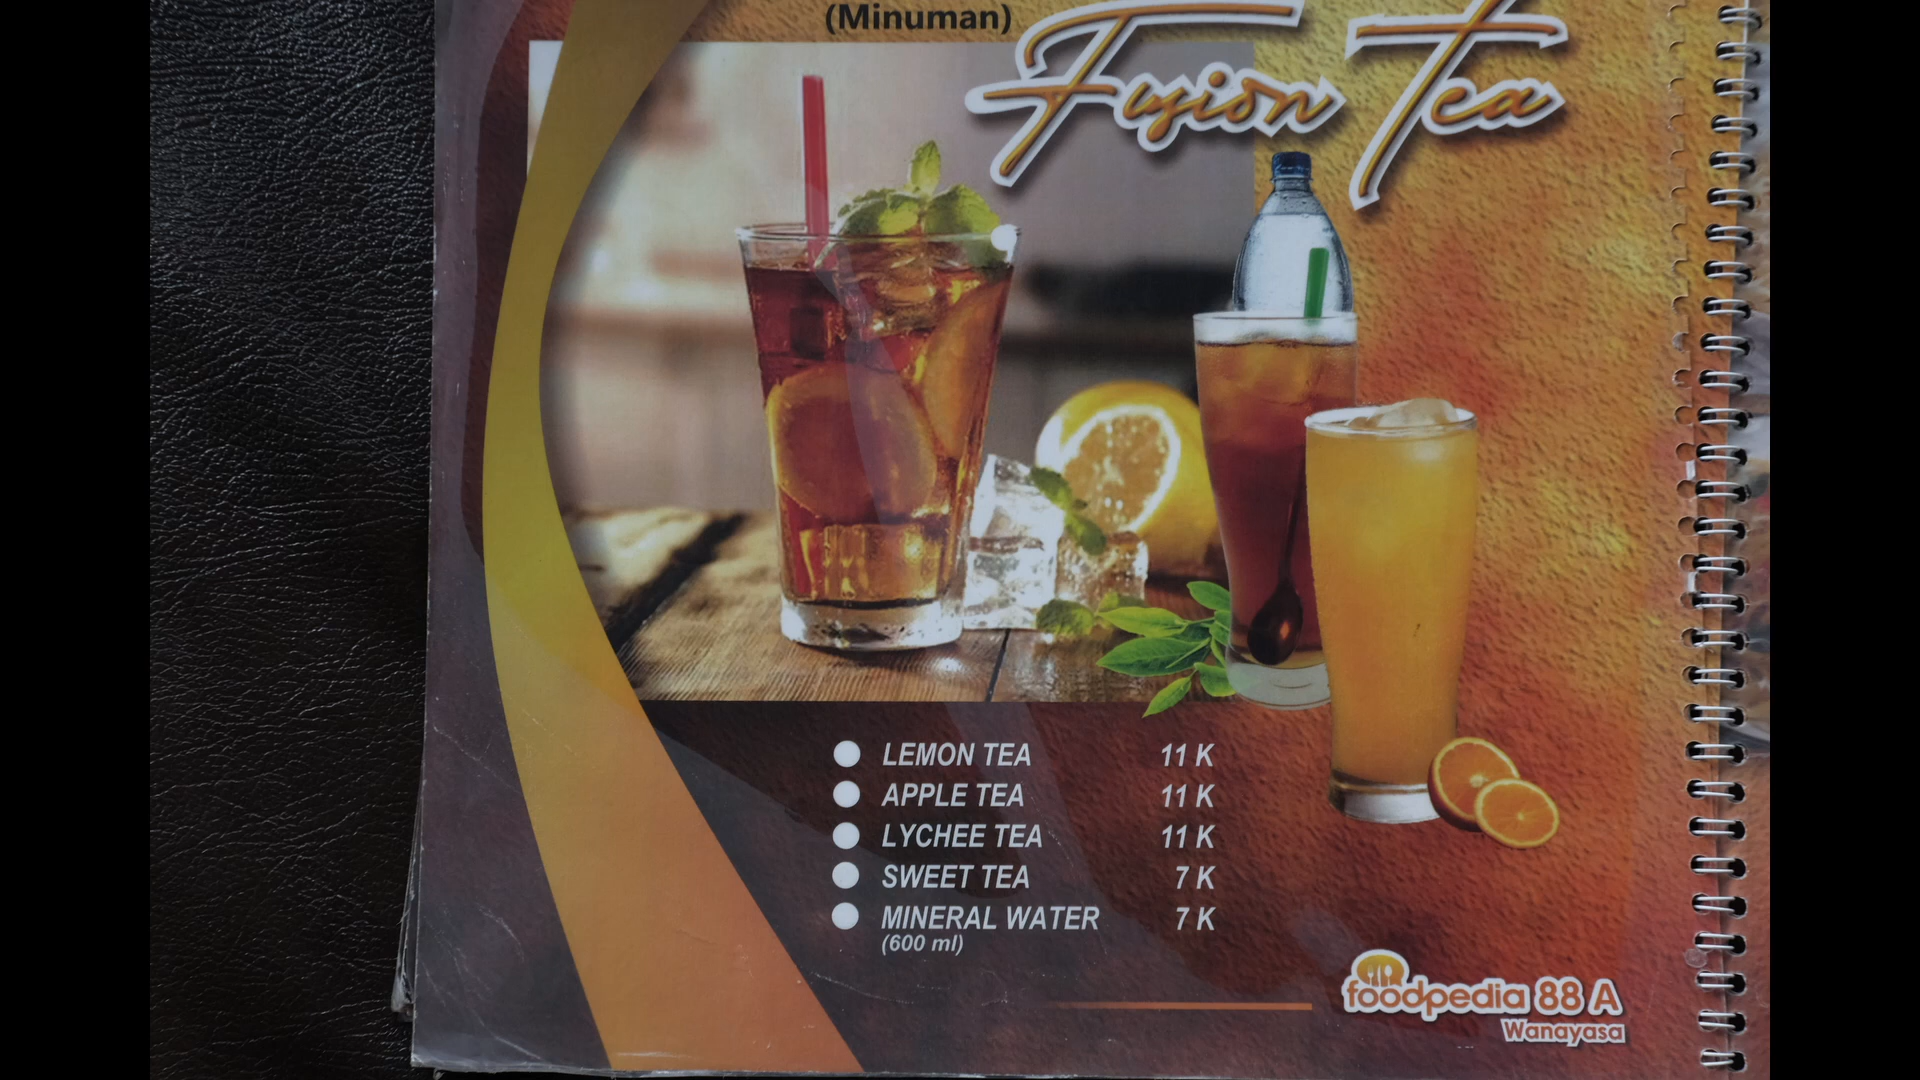 (Minuman)
Fusion Tea
LEMON TEA 11 K
APPLE TEA 11 K
LYCHEE TEA 11 K
SWEET TEA 7 K
MINERAL WATER 7 K
(600 ml)
foodpedia 88 A
Wanayasa